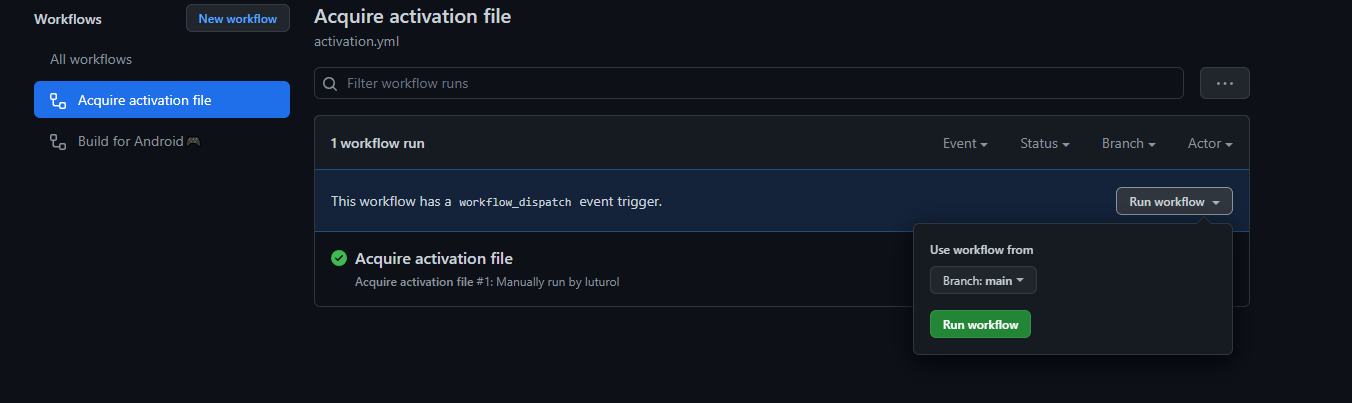 Workflows
New workflow
All workflows
Acquire activation file
Build for Android🎮
Acquire activation file
activation.yml
Filter workflow runs
...
1 workflow run
Event
Status
Branch
Actor
This workflow has a workflow_dispatch event trigger.
Run workflow
Acquire activation file
Acquire activation file #1: Manually run by luturol
Use workflow from
Branch: main
Run workflow